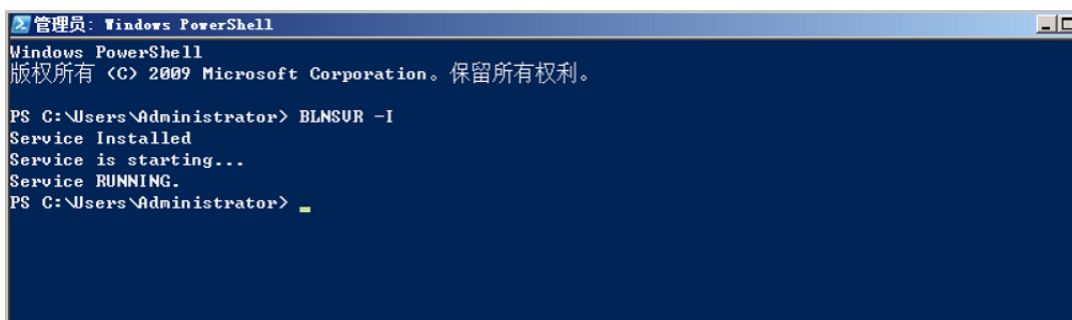 管理员: Windows PowerShell
Windows PowerShell
版权所有 (C) 2009 Microsoft Corporation。保留所有权利。
PS C:\Users\Administrator> BLNSVR -I
Service Installed
Service is starting...
Service RUNNING.
PS C:\Users\Administrator>